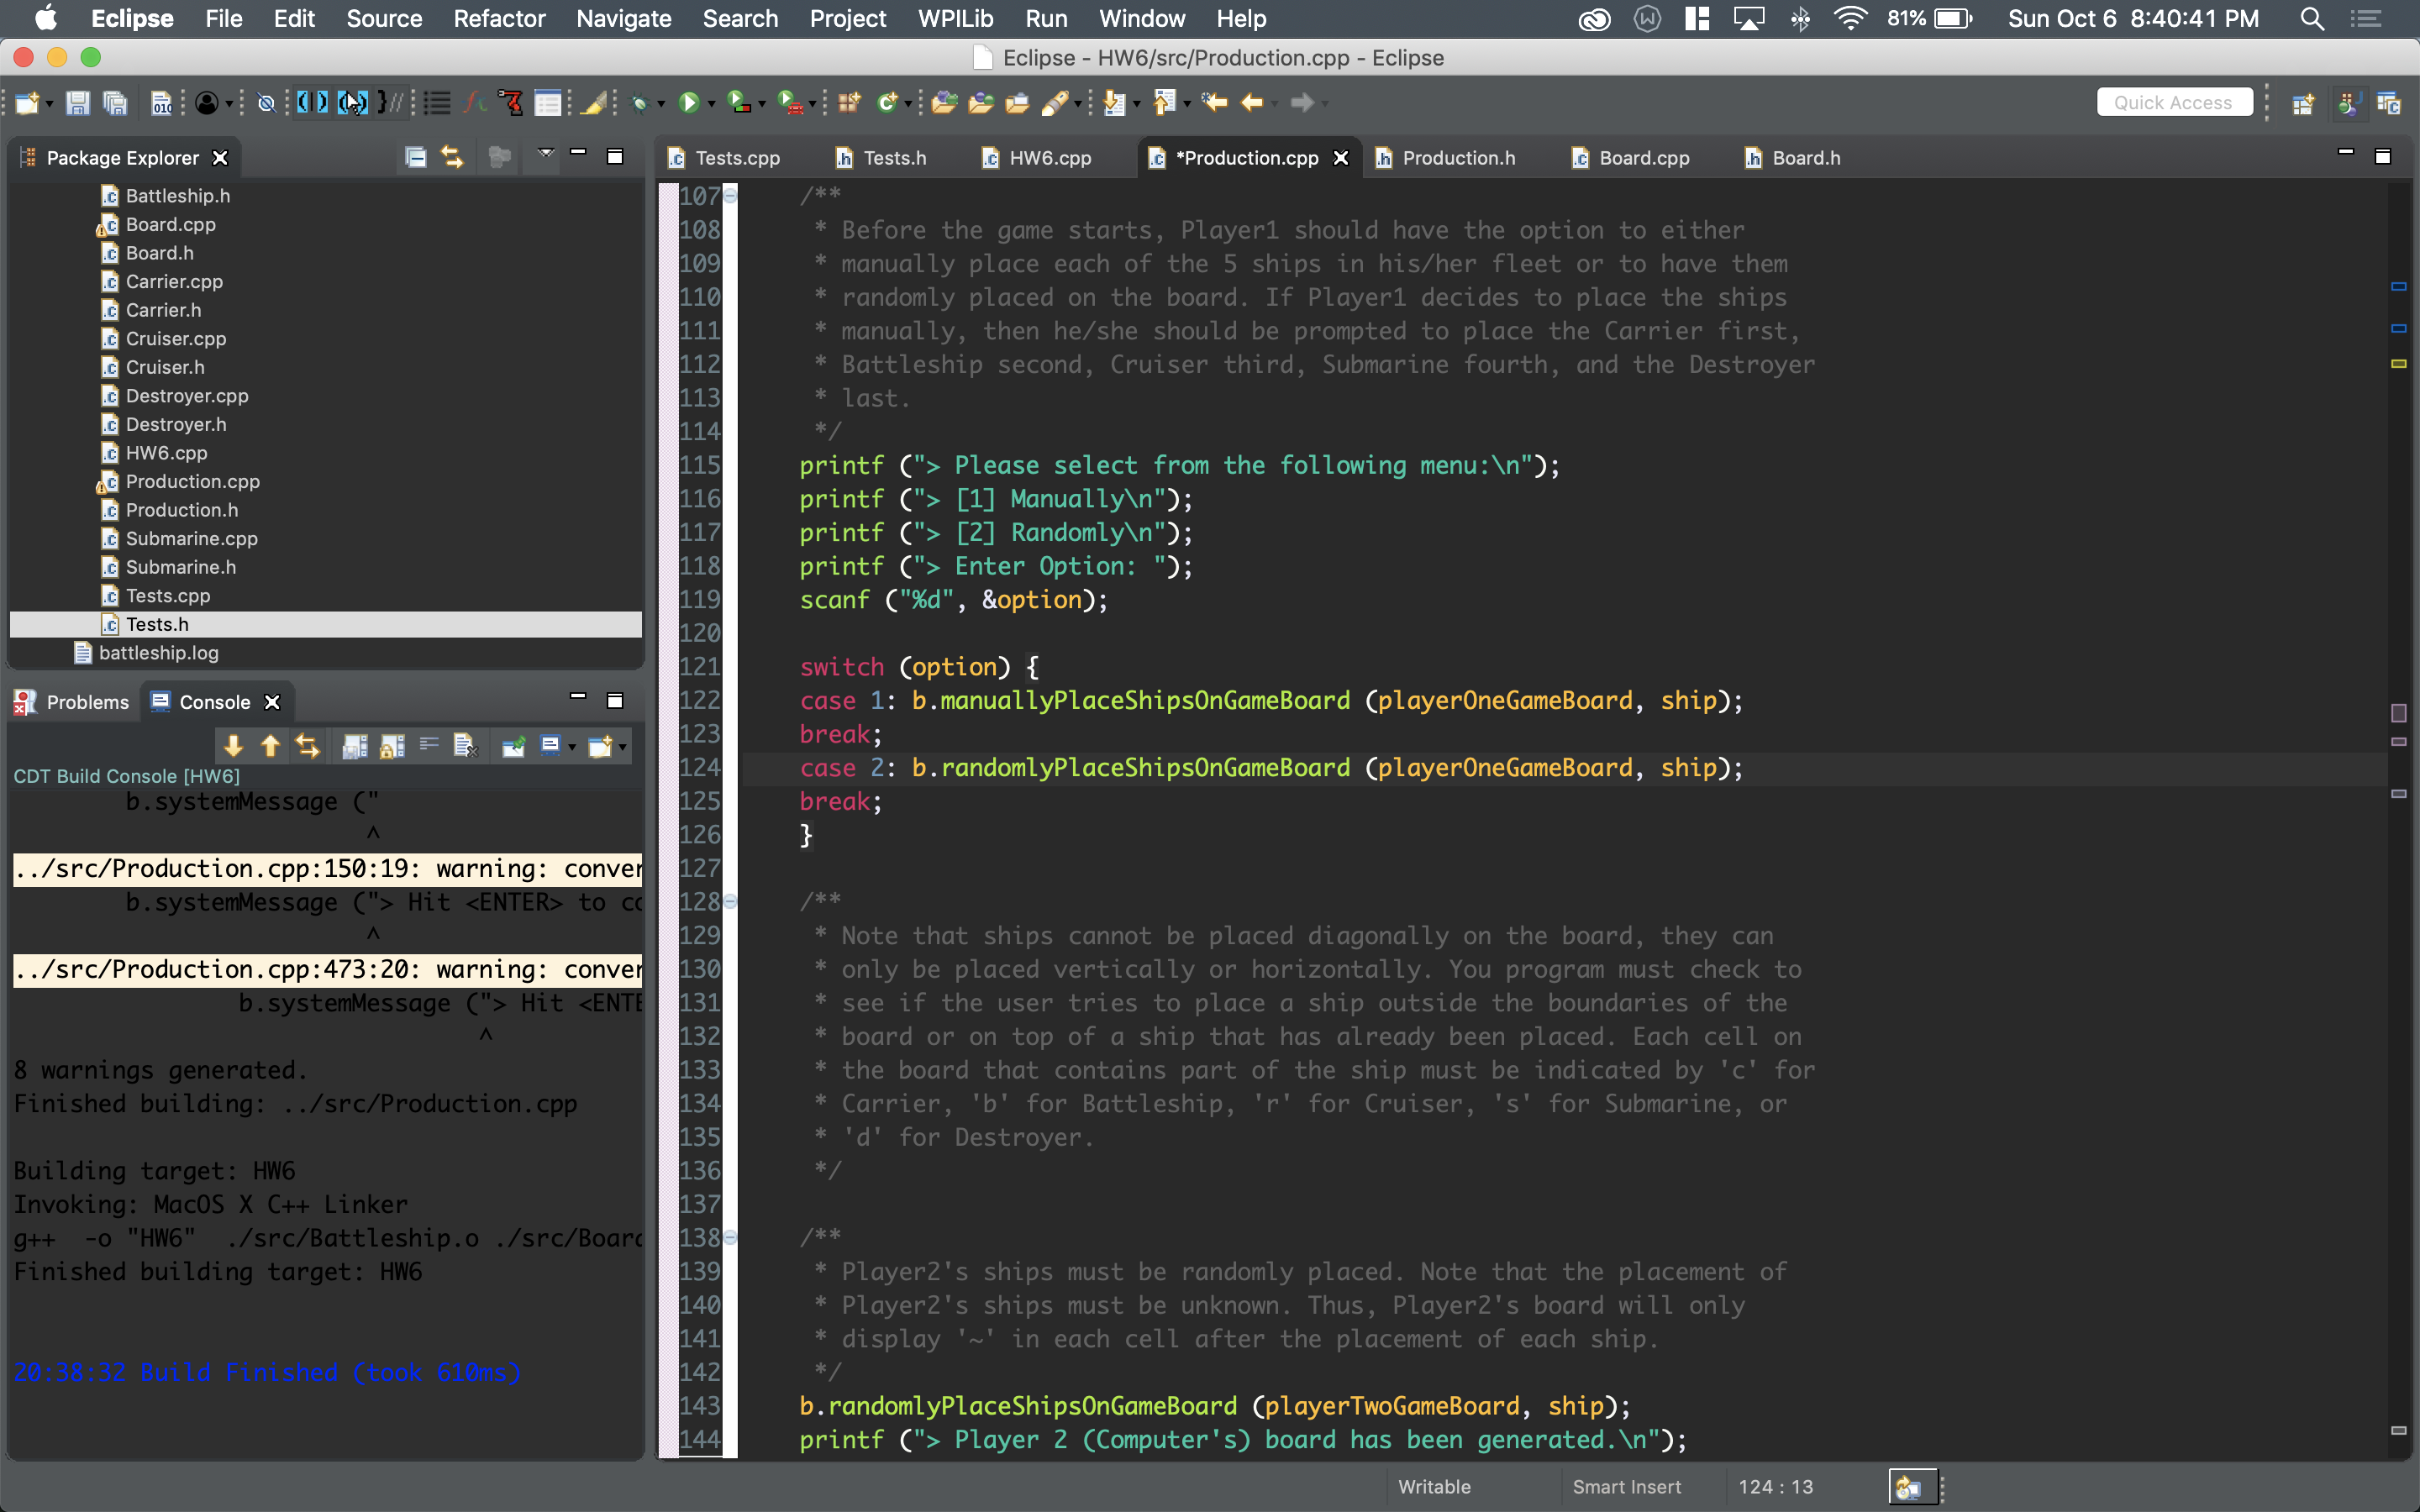 Eclipse File Edit Source Refactor Navigate Search Project WPILib Run Window Help 81% Sun Oct 6 8:40:41 PM
Eclipse - HW6/src/Production.cpp - Eclipse
Quick Access
Package Explorer
Battleship.h
Board.cpp
Board.h
Carrier.cpp
Carrier.h
Cruiser.cpp
Cruiser.h
Destroyer.cpp
Destroyer.h
HW6.cpp
Production.cpp
Production.h
Submarine.cpp
Submarine.h
Tests.cpp
Tests.h
battleship.log
Problems Console
CDT Build Console [HW6]
b.systemMessage ("
^
../src/Production.cpp:150:19: warning: conver
b.systemMessage ("> Hit <ENTER> to co
^
../src/Production.cpp:473:20: warning: conver
b.systemMessage ("> Hit <ENTE
^
8 warnings generated.
Finished building: ../src/Production.cpp
Building target: HW6
Invoking: MacOS X C++ Linker
g++ -o "HW6" ./src/Battleship.o ./src/Board
Finished building target: HW6
20:38:32 Build Finished (took 610ms)
Tests.cpp Tests.h HW6.cpp *Production.cpp Production.h Board.cpp Board.h
107 /**
108 * Before the game starts, Player1 should have the option to either
109 * manually place each of the 5 ships in his/her fleet or to have them
110 * randomly placed on the board. If Player1 decides to place the ships
111 * manually, then he/she should be prompted to place the Carrier first,
112 * Battleship second, Cruiser third, Submarine fourth, and the Destroyer
113 * last.
114 */
115 printf ("> Please select from the following menu:\n");
116 printf ("> [1] Manually\n");
117 printf ("> [2] Randomly\n");
118 printf ("> Enter Option: ");
119 scanf ("%d", &option);
120
121 switch (option) {
122 case 1: b.manuallyPlaceShipsOnGameBoard (playerOneGameBoard, ship);
123 break;
124 case 2: b.randomlyPlaceShipsOnGameBoard (playerOneGameBoard, ship);
125 break;
126 }
127
128 /**
129 * Note that ships cannot be placed diagonally on the board, they can
130 * only be placed vertically or horizontally. You program must check to
131 * see if the user tries to place a ship outside the boundaries of the
132 * board or on top of a ship that has already been placed. Each cell on
133 * the board that contains part of the ship must be indicated by 'c' for
134 * Carrier, 'b' for Battleship, 'r' for Cruiser, 's' for Submarine, or
135 * 'd' for Destroyer.
136 */
137
138 /**
139 * Player2's ships must be randomly placed. Note that the placement of
140 * Player2's ships must be unknown. Thus, Player2's board will only
141 * display '~' in each cell after the placement of each ship.
142 */
143 b.randomlyPlaceShipsOnGameBoard (playerTwoGameBoard, ship);
144 printf ("> Player 2 (Computer's) board has been generated.\n");
Writable Smart Insert 124 : 13